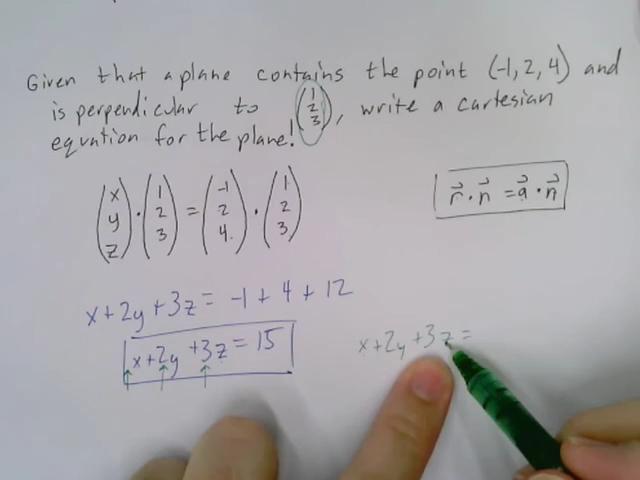 Given that a plane contains the point (-1, 2, 4) and
is perpendicular to (1 2 3), write a cartesian
equation for the plane!
(x y z) · (1 2 3) = (-1 2 4) · (1 2 3)
r⃗ · n⃗ = a⃗ · n⃗
x + 2y + 3z = -1 + 4 + 12
x + 2y + 3z = 15
x + 2y + 3z =